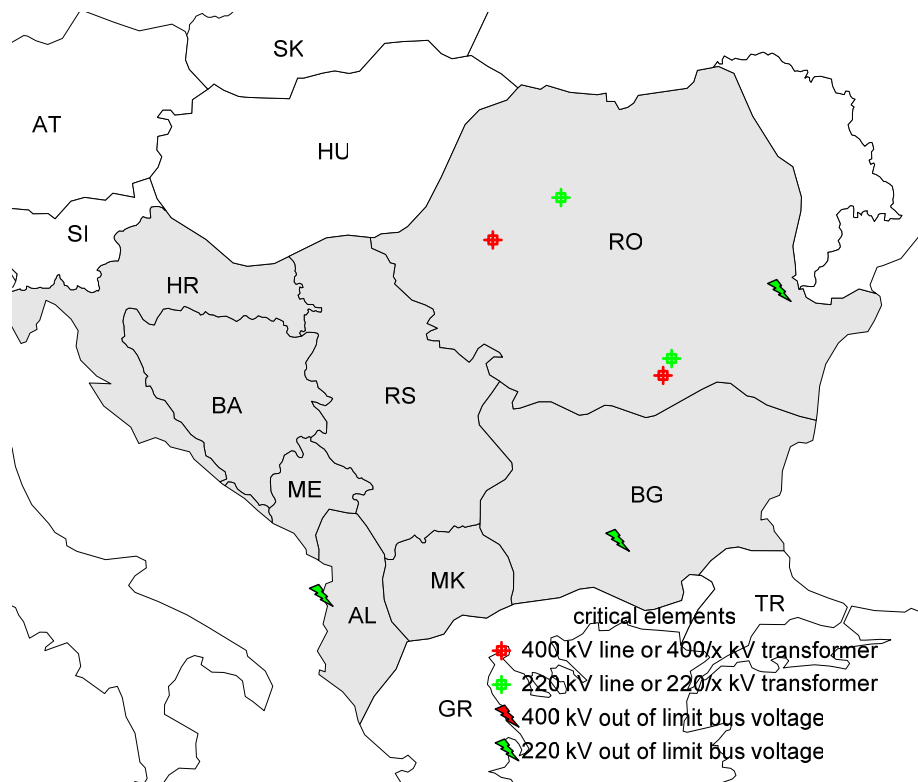 SK
AT
HU
SI
RO
HR
RS
BA
ME
BG
MK
TR
AL
critical elements
400 kV line or 400/x kV transformer
220 kV line or 220/x kV transformer
GR
400 kV out of limit bus voltage
220 kV out of limit bus voltage